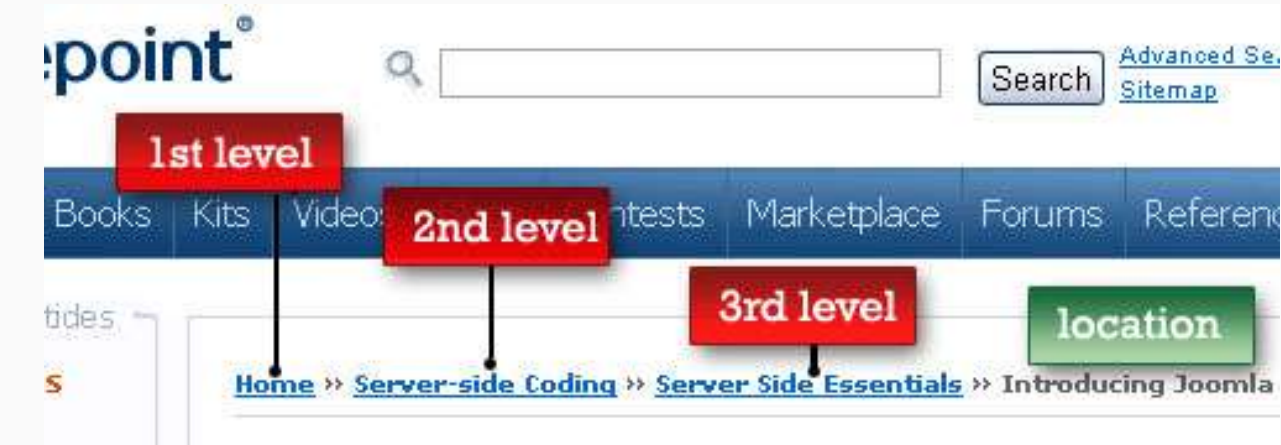 epoint®
Search
Advanced Se
Sitemap
1st level
Books Kits Video ntests Marketplace Forums Referenc
2nd level
3rd level
location
tides
s
Home » Server-side Coding » Server Side Essentials » Introducing Joomla